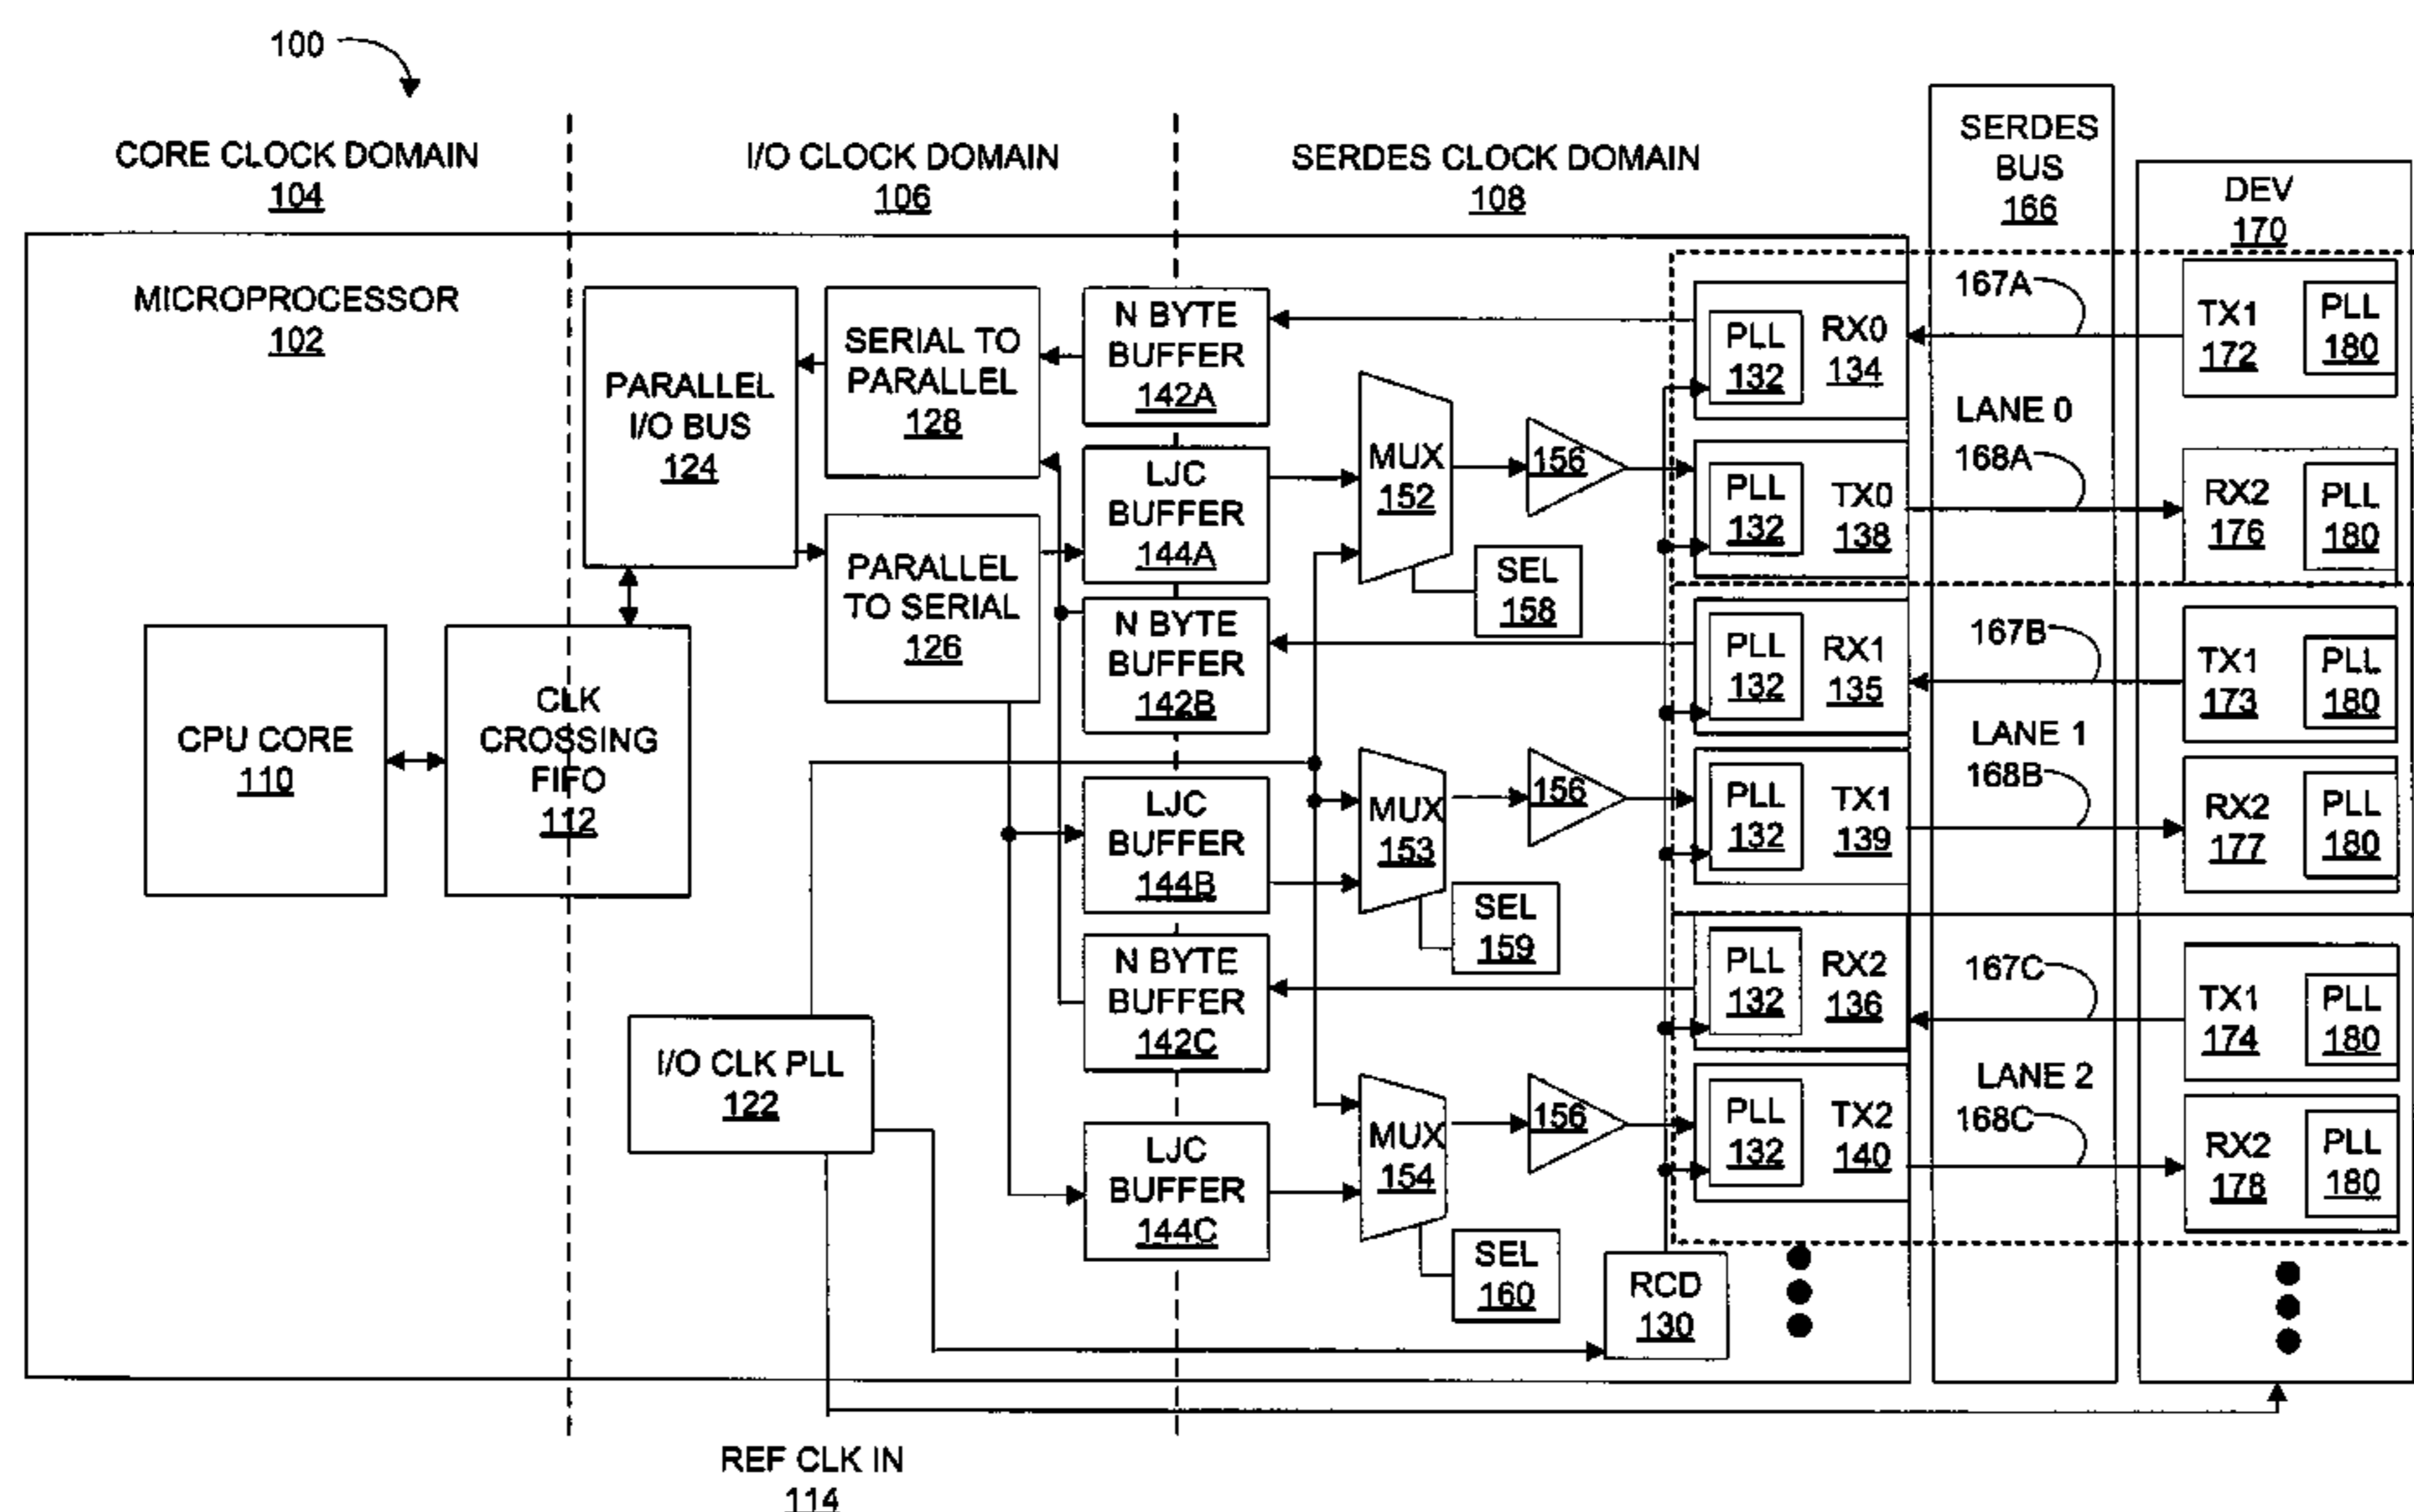 100
CORE CLOCK DOMAIN
104
I/O CLOCK DOMAIN
106
SERDES CLOCK DOMAIN
108
SERDES
BUS
166
DEV
170
MICROPROCESSOR
102
CPU CORE
110
CLK
CROSSING
FIFO
112
PARALLEL
I/O BUS
124
SERIAL TO
PARALLEL
128
PARALLEL
TO SERIAL
126
I/O CLK PLL
122
N BYTE
BUFFER
142A
LJC
BUFFER
144A
N BYTE
BUFFER
142B
LJC
BUFFER
144B
N BYTE
BUFFER
142C
LJC
BUFFER
144C
MUX
152
156
SEL
158
MUX
153
156
SEL
159
MUX
154
156
SEL
160
RCD
130
PLL
132
RX0
134
PLL
132
TX0
138
PLL
132
RX1
135
PLL
132
TX1
139
PLL
132
RX2
136
PLL
132
TX2
140
167A
LANE 0
168A
167B
LANE 1
168B
167C
LANE 2
168C
TX1
172
PLL
180
RX2
176
PLL
180
TX1
173
PLL
180
RX2
177
PLL
180
TX1
174
PLL
180
RX2
178
PLL
180
REF CLK IN
114